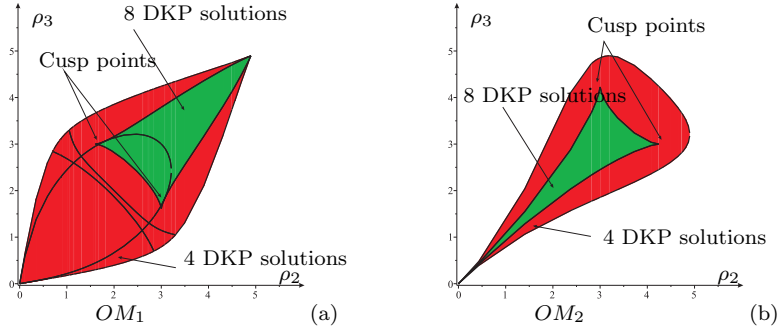 ρ3
8 DKP solutions
Cusp points
5
4
3
2
1
0
0 1 2 3 4 5
4 DKP solutions
ρ2
OM1
(a)
ρ3
Cusp points
8 DKP solutions
5
4
3
2
1
0
0 1 2 3 4 5
4 DKP solutions
ρ2
OM2
(b)